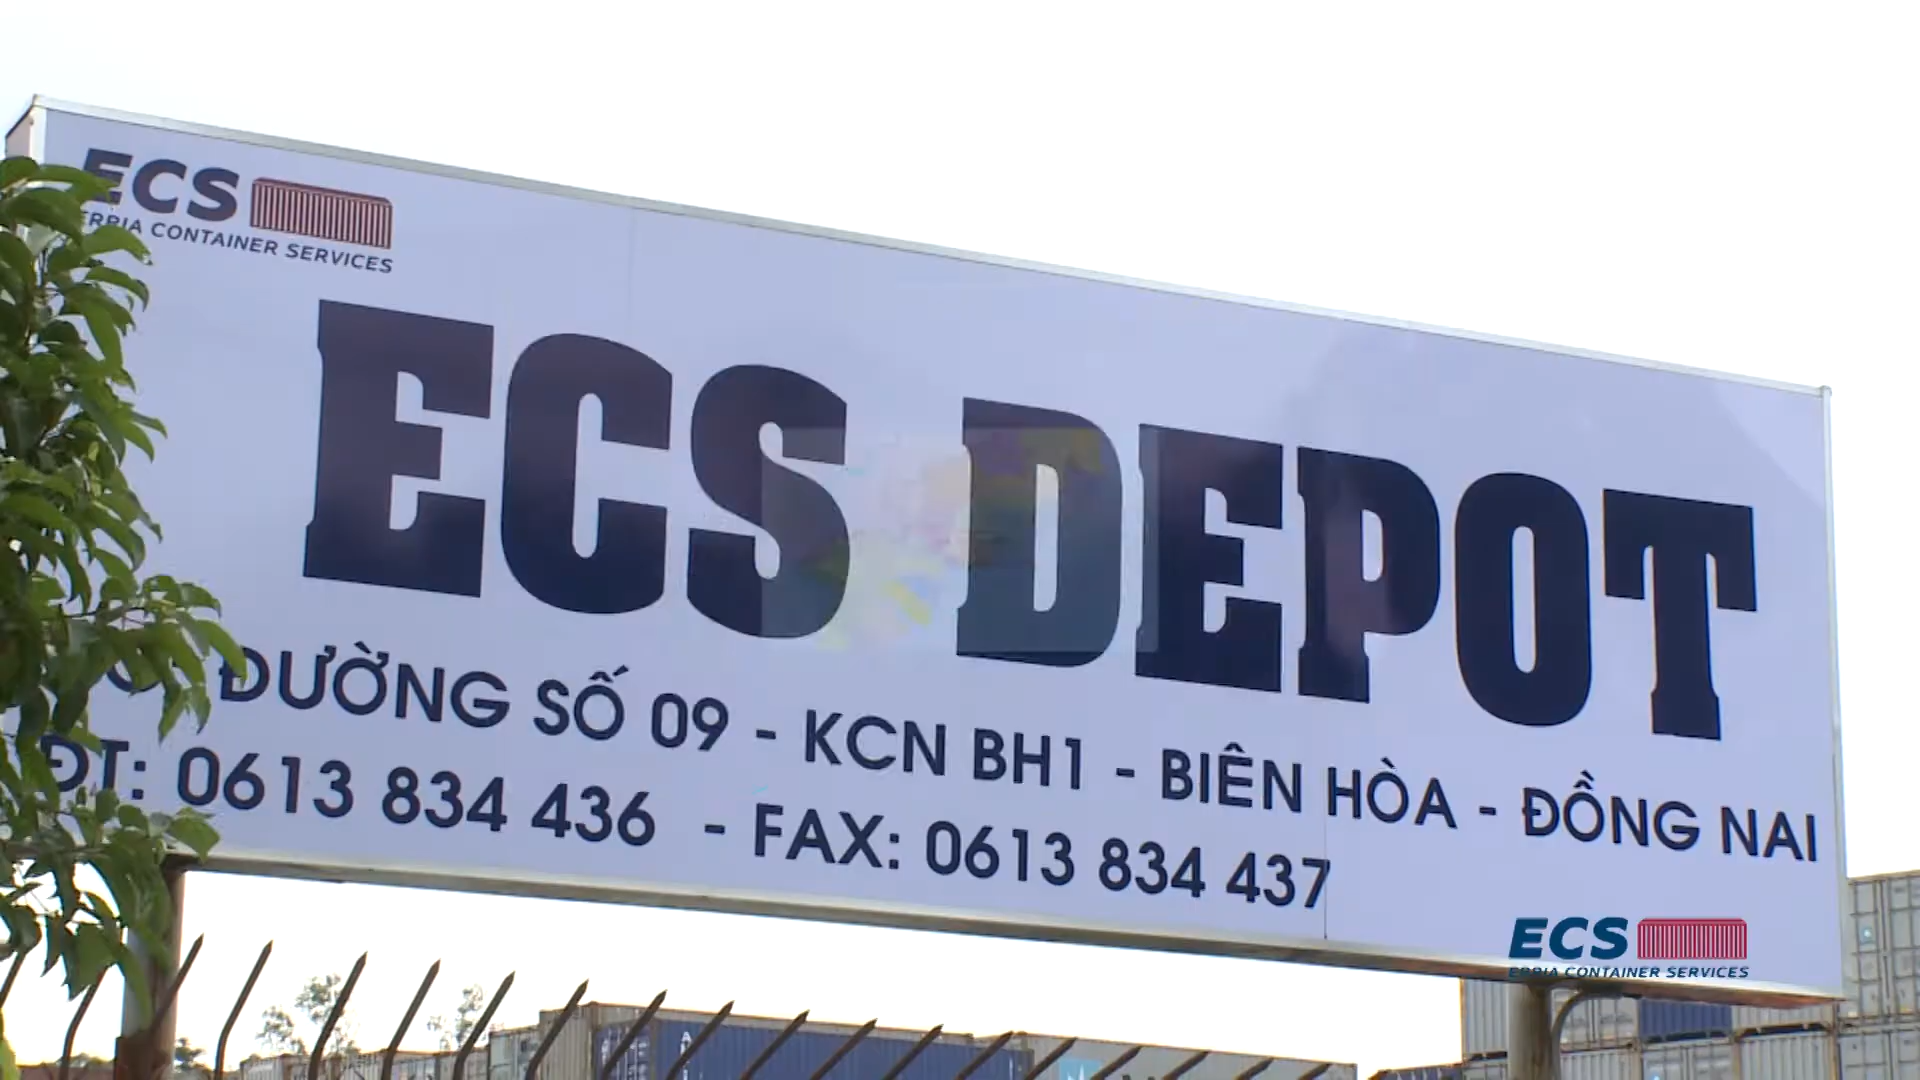 ECS
ERRIA CONTAINER SERVICES
ECS DEPOT
ĐƯỜNG SỐ 09 - KCN BH1 - BIÊN HÒA - ĐỒNG NAI
ĐT: 0613 834 436 - FAX: 0613 834 437
ECS
ERRIA CONTAINER SERVICES